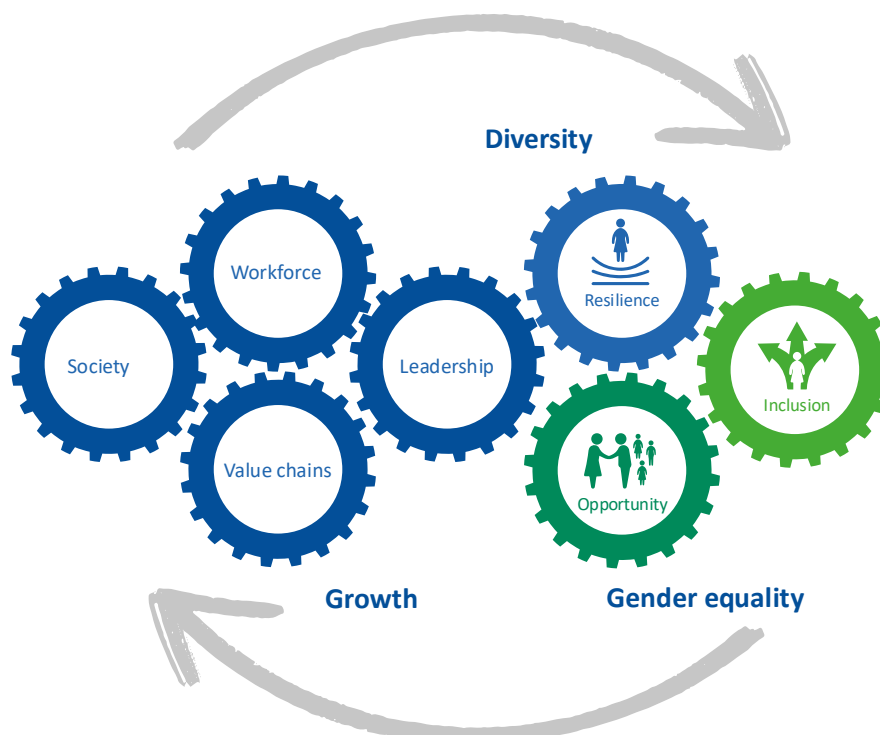 Diversity
Workforce
Resilience
Society
Leadership
Inclusion
Value chains
Opportunity
Growth
Gender equality